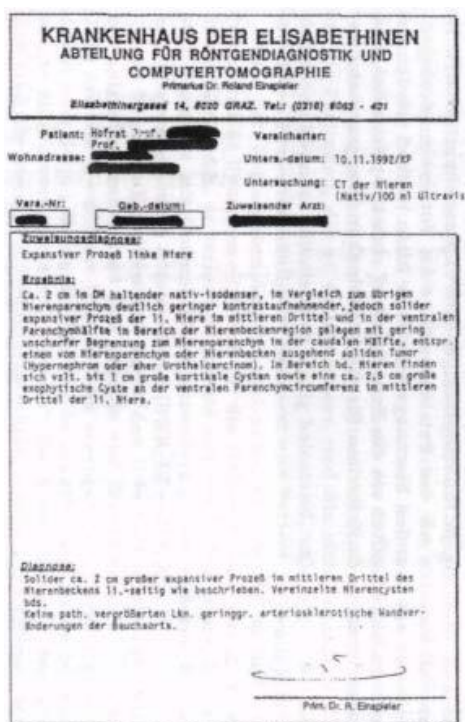 KRANKENHAUS DER ELISABETHINEN
ABTEILUNG FÜR RÖNTGENDIAGNOSTIK UND
COMPUTERTOMOGRAPHIE
Primarius Dr. Roland Einspieler
Elisabethinergasse 14, 8020 GRAZ. Tel.: (0316) 9063 - 421
Patient: Hofrat Prof.
Prof.
Versicherter:
Wohnadresse:
Unters.-datum: 10.11.1992/KP
Untersuchung: CT der Nieren
(Nativ/100 ml Ultravis
Vers.-Nr: Geb.-datum: Zuweisender Arzt:
Zuweisungsdiagnose:
Expansiver Prozeß linke Niere
Ergebnis:
Ca. 2 cm im DM haltender nativ-isodenser, im Vergleich zum übrigen
Nierenparenchym deutlich geringer kontrastaufnehmender, jedoch solider
expansiver Prozeß der li. Niere im mittleren Drittel und in der ventralen
Parenchymhälfte im Bereich der Nierenbeckenregion gelegen mit gering
unscharfer Begrenzung zum Nierenparenchym in der caudalen Hälfte, entspr.
einem vom Nierenparenchym oder Nierenbecken ausgehend soliden Tumor
(Hypernephrom oder eher Urothelcarcinom). Im Bereich bd. Nieren finden
sich vzlt. bis 1 cm große kortikale Cysten sowie eine ca. 2,5 cm große
exophytische Cyste an der ventralen Parenchymcircumferenz im mittleren
Drittel der li. Niere.
Diagnose:
Solider ca. 2 cm großer expansiver Prozeß im mittleren Drittel des
Nierenbeckens li.-seitig wie beschrieben. Vereinzelte Nierencysten
bds.
Keine path. vergrößerten Lkn. geringgr. arteriosklerotische Wandver-
änderungen der Bauchaorta.
Prim. Dr. R. Einspieler